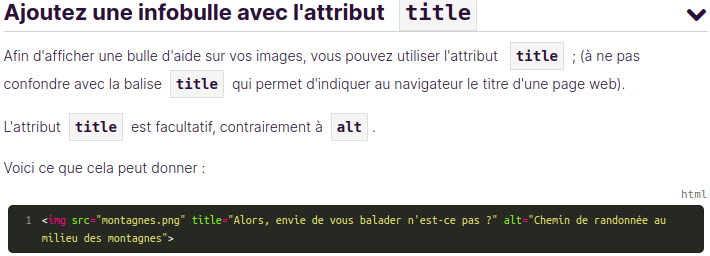 Ajoutez une infobulle avec l'attribut title
Afin d'afficher une bulle d'aide sur vos images, vous pouvez utiliser l'attribut title ; (à ne pas
confondre avec la balise title qui permet d'indiquer au navigateur le titre d'une page web).
L'attribut title est facultatif, contrairement à alt .
Voici ce que cela peut donner :
html
1 <img src="montagnes.png" title="Alors, envie de vous balader n'est-ce pas ?" alt="Chemin de randonnée au
milieu des montagnes">